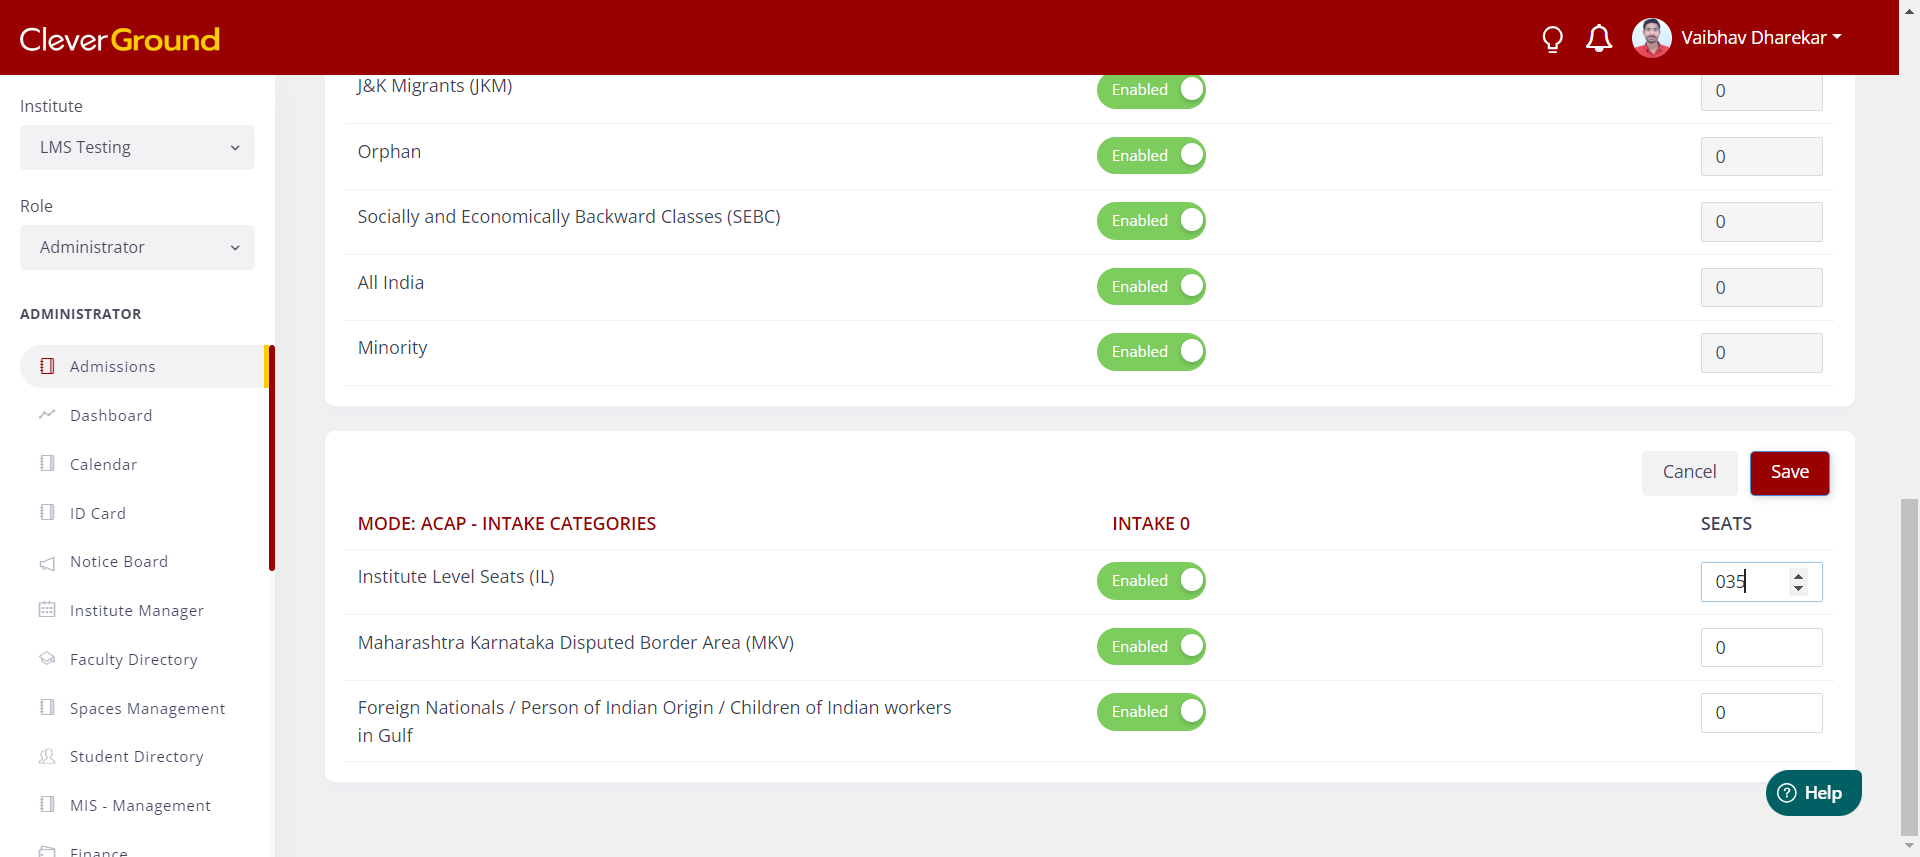 CleverGround
Vaibhav Dharekar
Institute
LMS Testing
Role
Administrator
ADMINISTRATOR
Admissions
Dashboard
Calendar
ID Card
Notice Board
Institute Manager
Faculty Directory
Spaces Management
Student Directory
MIS - Management
Finance
J&K Migrants (JKM) Enabled 0
Orphan Enabled 0
Socially and Economically Backward Classes (SEBC) Enabled 0
All India Enabled 0
Minority Enabled 0
Cancel Save
MODE: ACAP - INTAKE CATEGORIES INTAKE 0 SEATS
Institute Level Seats (IL) Enabled 035
Maharashtra Karnataka Disputed Border Area (MKV) Enabled 0
Foreign Nationals / Person of Indian Origin / Children of Indian workers Enabled 0
in Gulf
Help